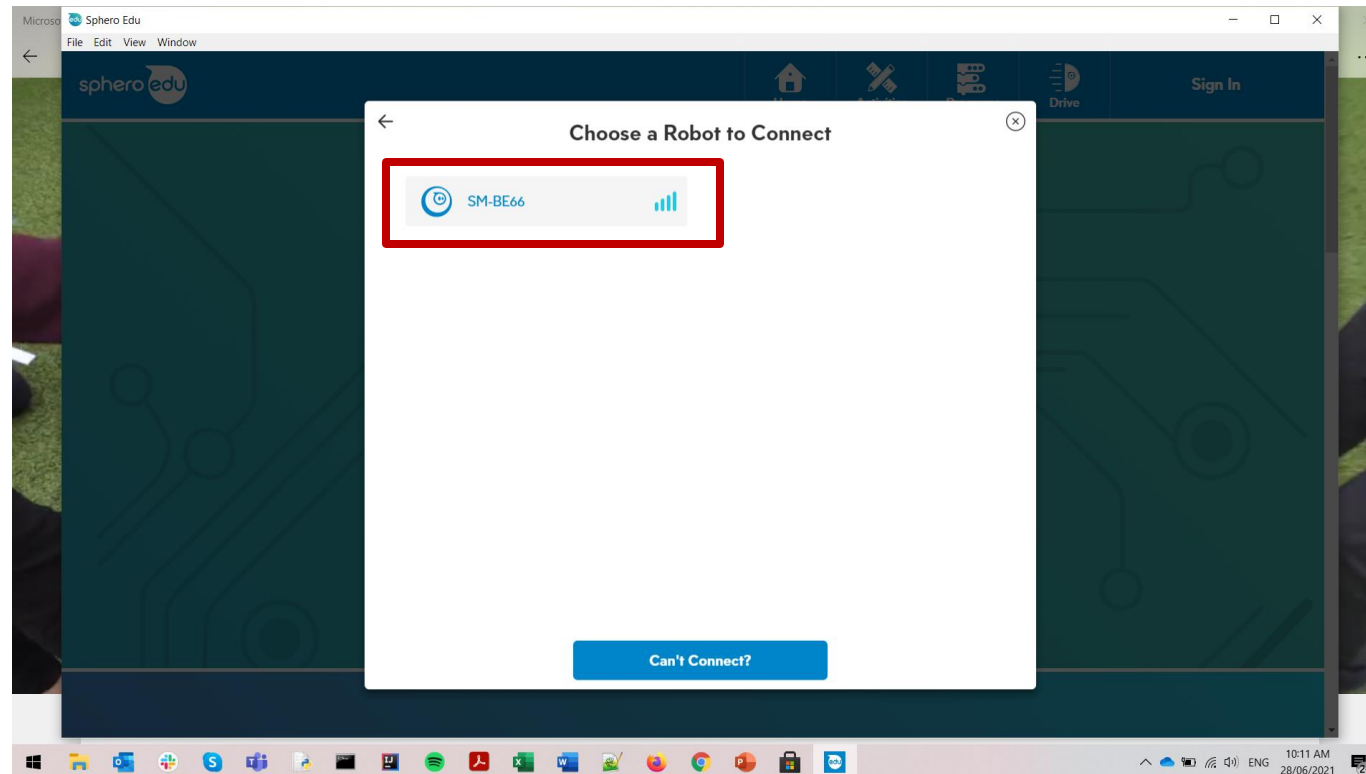 Microso
Sphero Edu
File Edit View Window
sphero edu
Drive
Sign In
Choose a Robot to Connect
SM-BE66
Can't Connect?
ENG
10:11 AM
28/06/2021